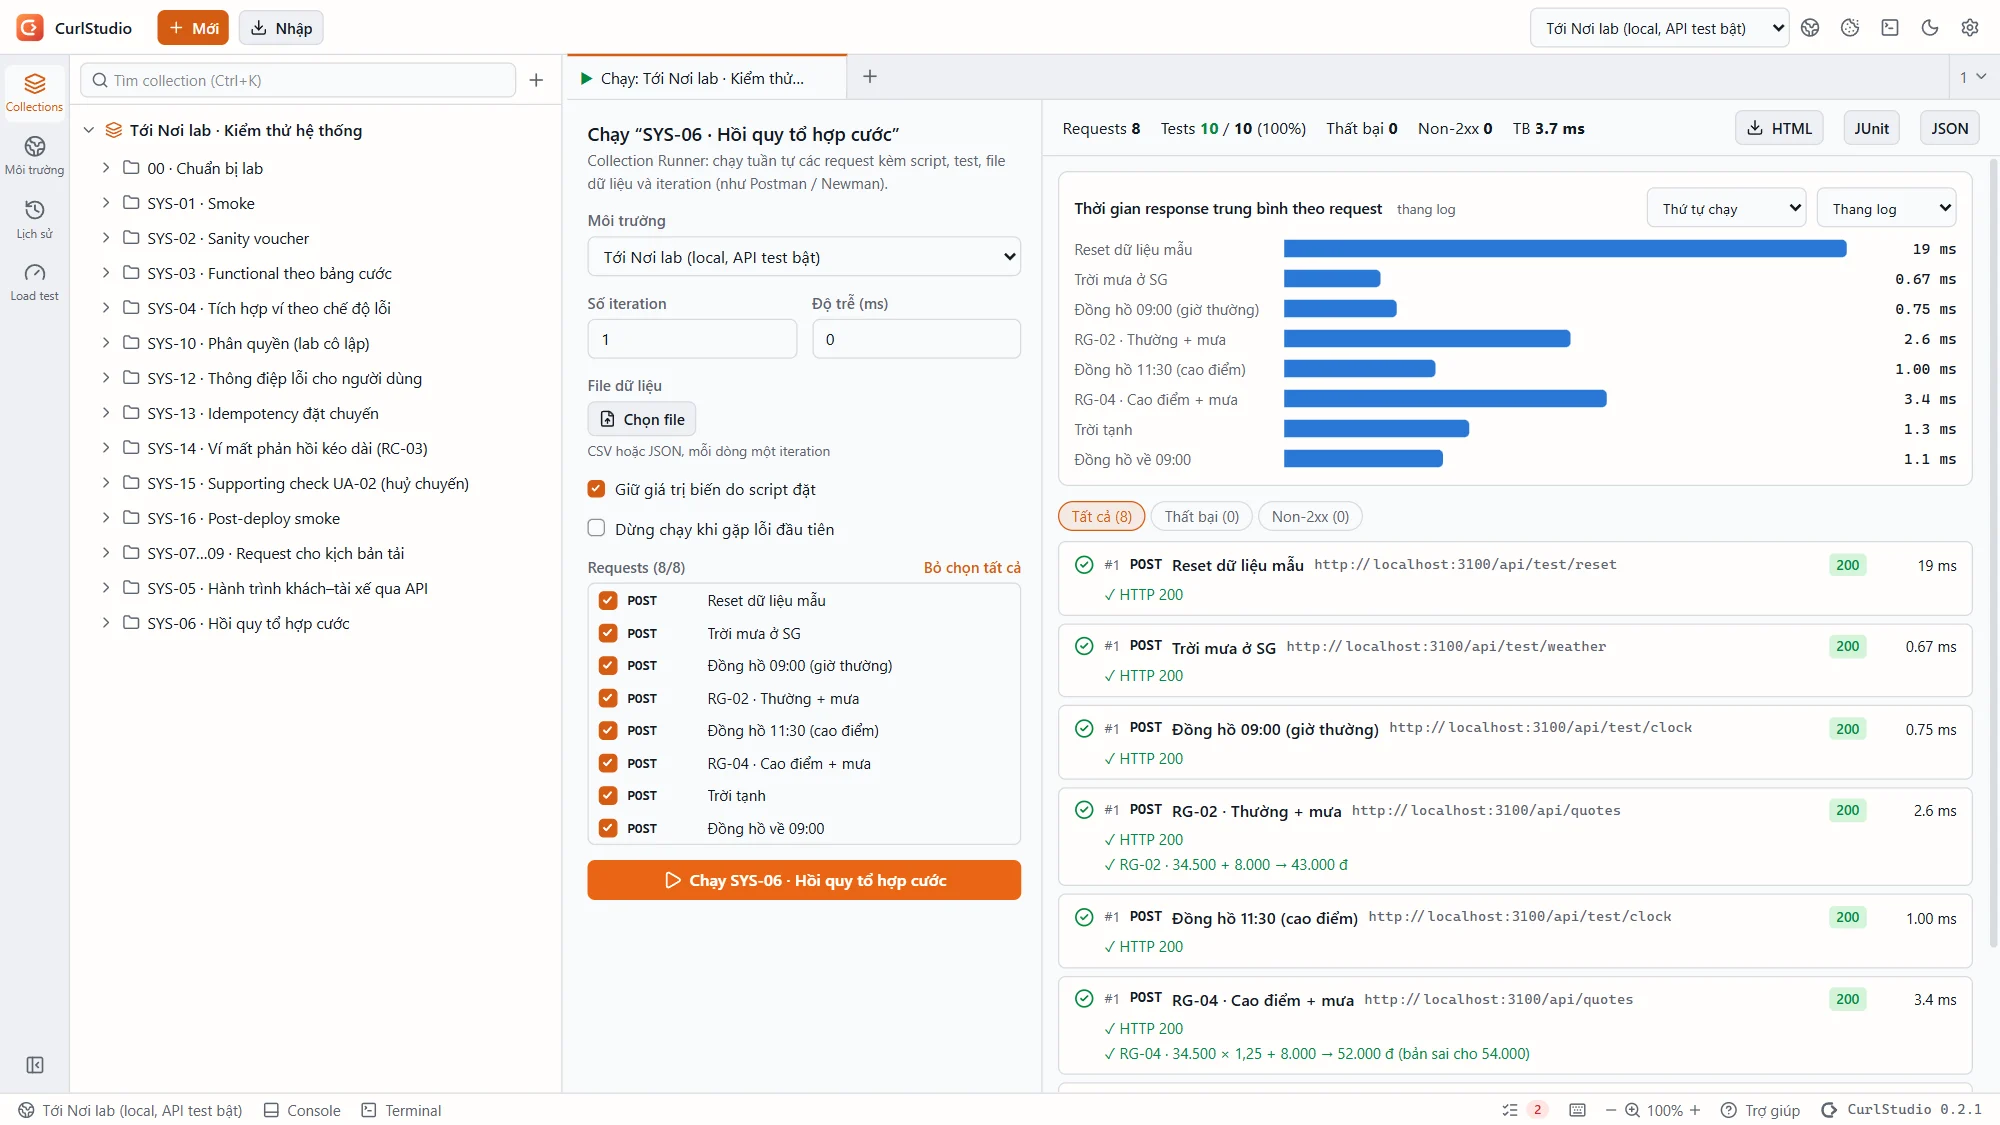 CurlStudio
Mới
Nhập
Tới Nơi lab (local, API test bật)
Collections
Môi trường
Lịch sử
Load test
Tìm collection (Ctrl+K)
Tới Nơi lab · Kiểm thử hệ thống
00 · Chuẩn bị lab
SYS-01 · Smoke
SYS-02 · Sanity voucher
SYS-03 · Functional theo bảng cước
SYS-04 · Tích hợp ví theo chế độ lỗi
SYS-10 · Phân quyền (lab cô lập)
SYS-12 · Thông điệp lỗi cho người dùng
SYS-13 · Idempotency đặt chuyến
SYS-14 · Ví mất phản hồi kéo dài (RC-03)
SYS-15 · Supporting check UA-02 (huỷ chuyến)
SYS-16 · Post-deploy smoke
SYS-07…09 · Request cho kịch bản tải
SYS-05 · Hành trình khách–tài xế qua API
SYS-06 · Hồi quy tổ hợp cước
Chạy: Tới Nơi lab · Kiểm thử...
1
Chạy “SYS-06 · Hồi quy tổ hợp cước”
Collection Runner: chạy tuần tự các request kèm script, test, file
dữ liệu và iteration (như Postman / Newman).
Môi trường
Tới Nơi lab (local, API test bật)
Số iteration
Độ trễ (ms)
1
0
File dữ liệu
Chọn file
CSV hoặc JSON, mỗi dòng một iteration
Giữ giá trị biến do script đặt
Dừng chạy khi gặp lỗi đầu tiên
Requests (8/8)
Bỏ chọn tất cả
POST Reset dữ liệu mẫu
POST Trời mưa ở SG
POST Đồng hồ 09:00 (giờ thường)
POST RG-02 · Thường + mưa
POST Đồng hồ 11:30 (cao điểm)
POST RG-04 · Cao điểm + mưa
POST Trời tạnh
POST Đồng hồ về 09:00
Chạy SYS-06 · Hồi quy tổ hợp cước
Requests 8 Tests 10 / 10 (100%) Thất bại 0 Non-2xx 0 TB 3.7 ms
HTML
JUnit
JSON
Thời gian response trung bình theo request thang log
Thứ tự chạy
Thang log
Reset dữ liệu mẫu 19 ms
Trời mưa ở SG 0.67 ms
Đồng hồ 09:00 (giờ thường) 0.75 ms
RG-02 · Thường + mưa 2.6 ms
Đồng hồ 11:30 (cao điểm) 1.00 ms
RG-04 · Cao điểm + mưa 3.4 ms
Trời tạnh 1.3 ms
Đồng hồ về 09:00 1.1 ms
Tất cả (8)
Thất bại (0)
Non-2xx (0)
#1 POST Reset dữ liệu mẫu http://localhost:3100/api/test/reset 200 19 ms
✓ HTTP 200
#1 POST Trời mưa ở SG http://localhost:3100/api/test/weather 200 0.67 ms
✓ HTTP 200
#1 POST Đồng hồ 09:00 (giờ thường) http://localhost:3100/api/test/clock 200 0.75 ms
✓ HTTP 200
#1 POST RG-02 · Thường + mưa http://localhost:3100/api/quotes 200 2.6 ms
✓ HTTP 200
✓ RG-02 · 34.500 + 8.000 → 43.000 đ
#1 POST Đồng hồ 11:30 (cao điểm) http://localhost:3100/api/test/clock 200 1.00 ms
✓ HTTP 200
#1 POST RG-04 · Cao điểm + mưa http://localhost:3100/api/quotes 200 3.4 ms
✓ HTTP 200
✓ RG-04 · 34.500 × 1,25 + 8.000 → 52.000 đ (bản sai cho 54.000)
Tới Nơi lab (local, API test bật)
Console
Terminal
2
100%
Trợ giúp
CurlStudio 0.2.1